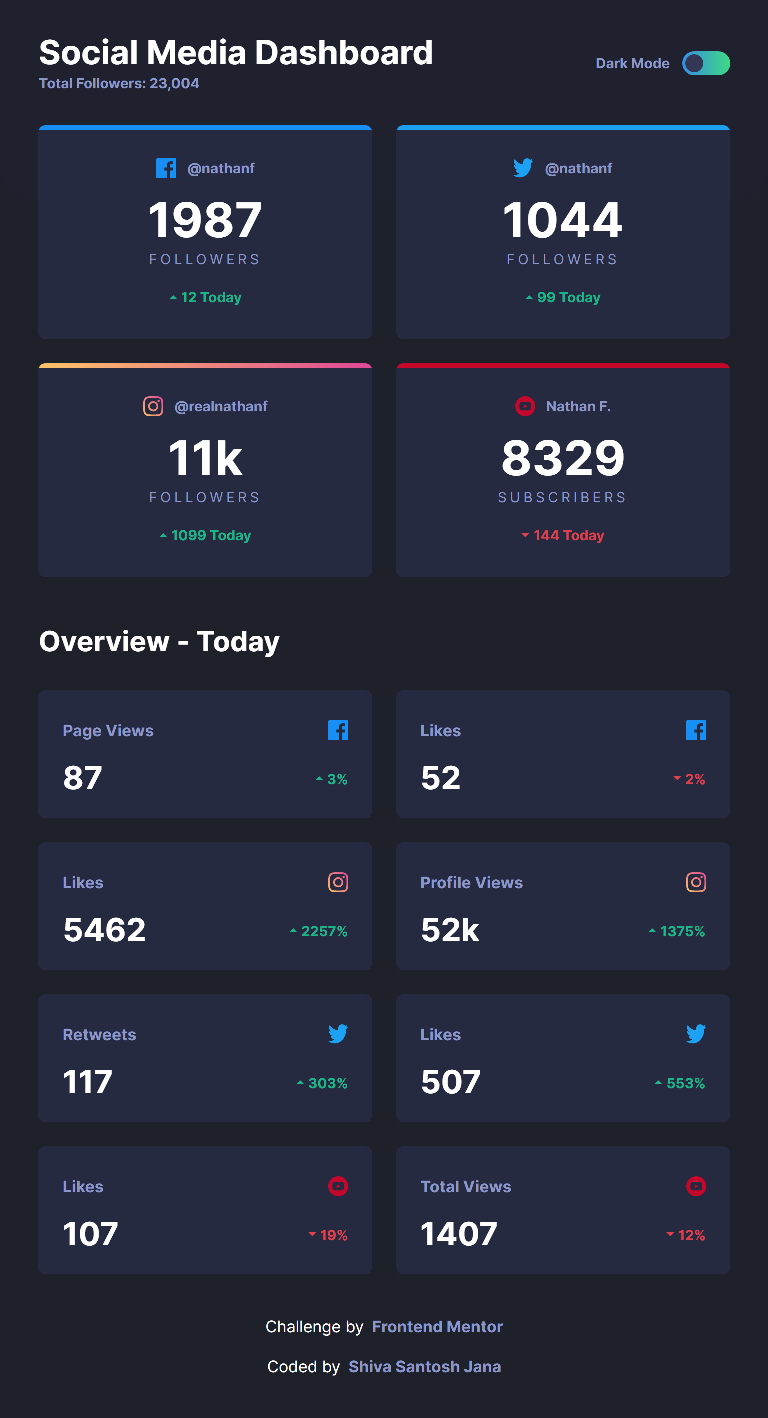 Social Media Dashboard
Total Followers: 23,004
Dark Mode
@nathanf
1987
FOLLOWERS
12 Today
@nathanf
1044
FOLLOWERS
99 Today
@realnathanf
11k
FOLLOWERS
1099 Today
Nathan F.
8329
SUBSCRIBERS
144 Today
Overview - Today
Page Views
87
3%
Likes
52
2%
Likes
5462
2257%
Profile Views
52k
1375%
Retweets
117
303%
Likes
507
553%
Likes
107
19%
Total Views
1407
12%
Challenge by Frontend Mentor
Coded by Shiva Santosh Jana